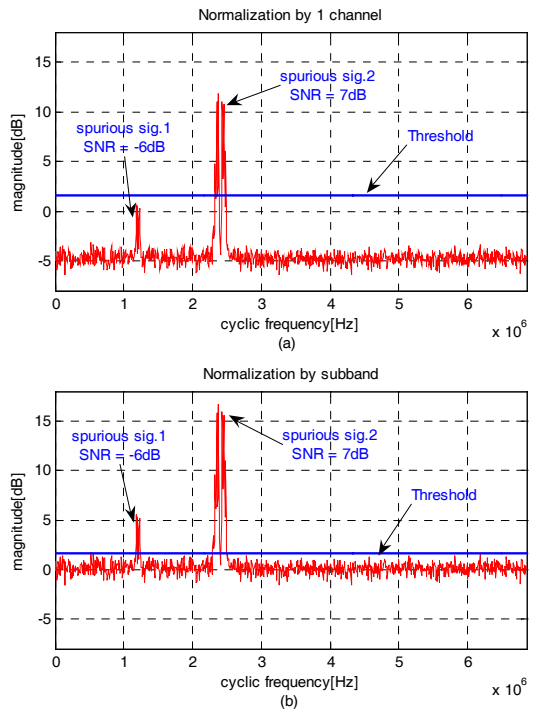 Normalization by 1 channel
magnitude[dB]
15
10
5
0
-5
spurious sig.1
SNR = -6dB
spurious sig.2
SNR = 7dB
Threshold
0 1 2 3 4 5 6
x 10^6
cyclic frequency[Hz]
(a)
Normalization by subband
magnitude[dB]
15
10
5
0
-5
spurious sig.1
SNR = -6dB
spurious sig.2
SNR = 7dB
Threshold
0 1 2 3 4 5 6
x 10^6
cyclic frequency[Hz]
(b)